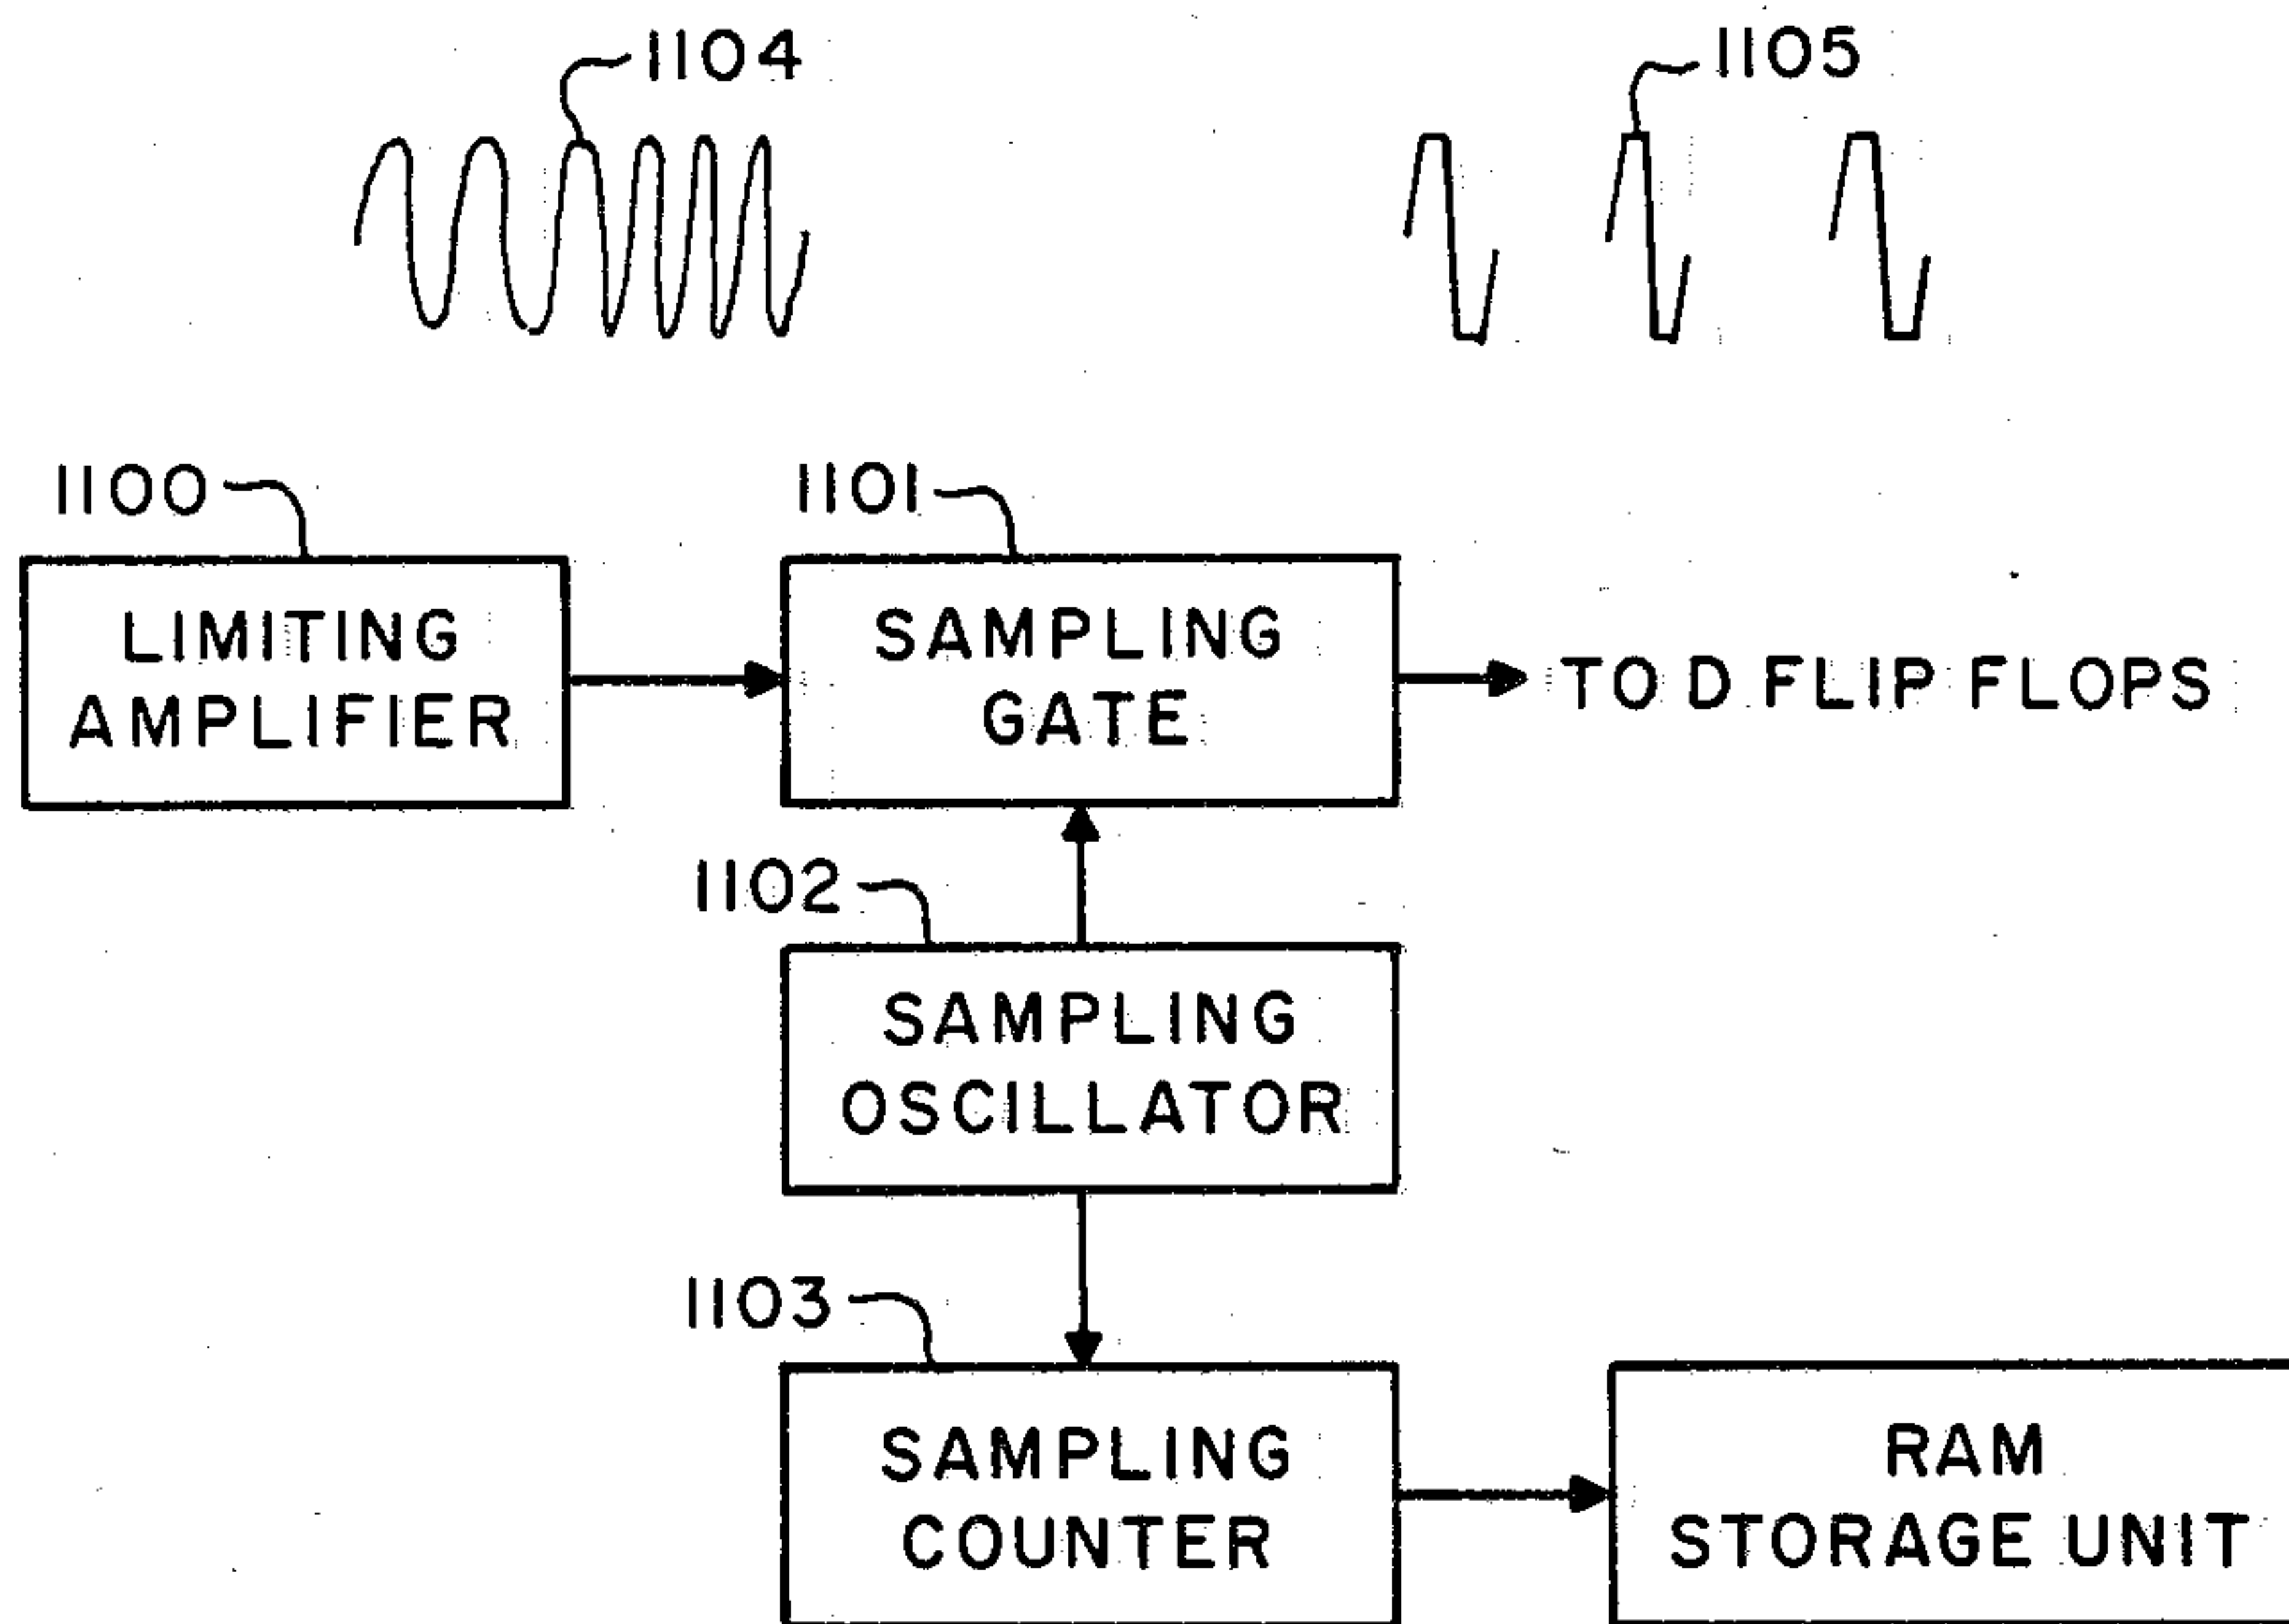 1104
1105
1100
1101
LIMITING
AMPLIFIER
SAMPLING
GATE
TO D FLIP FLOPS
1102
SAMPLING
OSCILLATOR
1103
SAMPLING
COUNTER
RAM
STORAGE UNIT